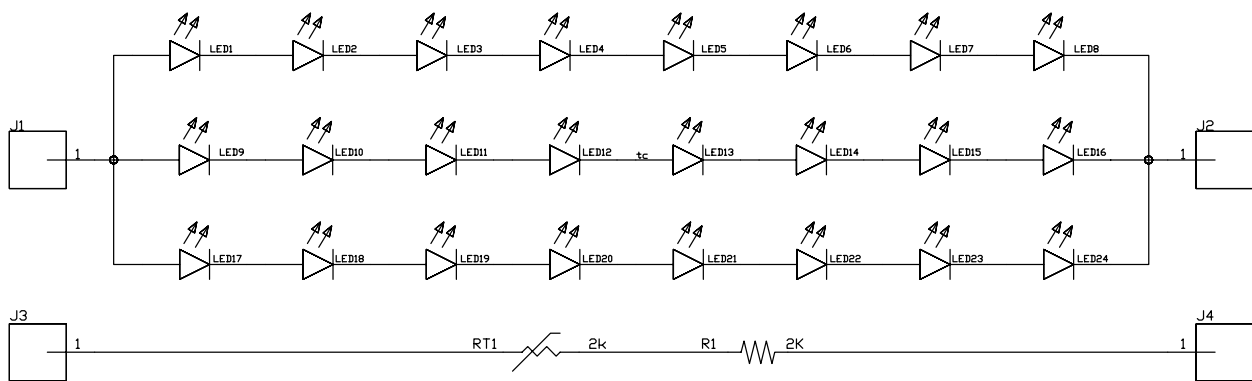 LED1 LED2 LED3 LED4 LED5 LED6 LED7 LED8
J1 J2
1 LED9 LED10 LED11 LED12 tc LED13 LED14 LED15 LED16 1
LED17 LED18 LED19 LED20 LED21 LED22 LED23 LED24
J3 J4
1 RT1 2k R1 2K 1